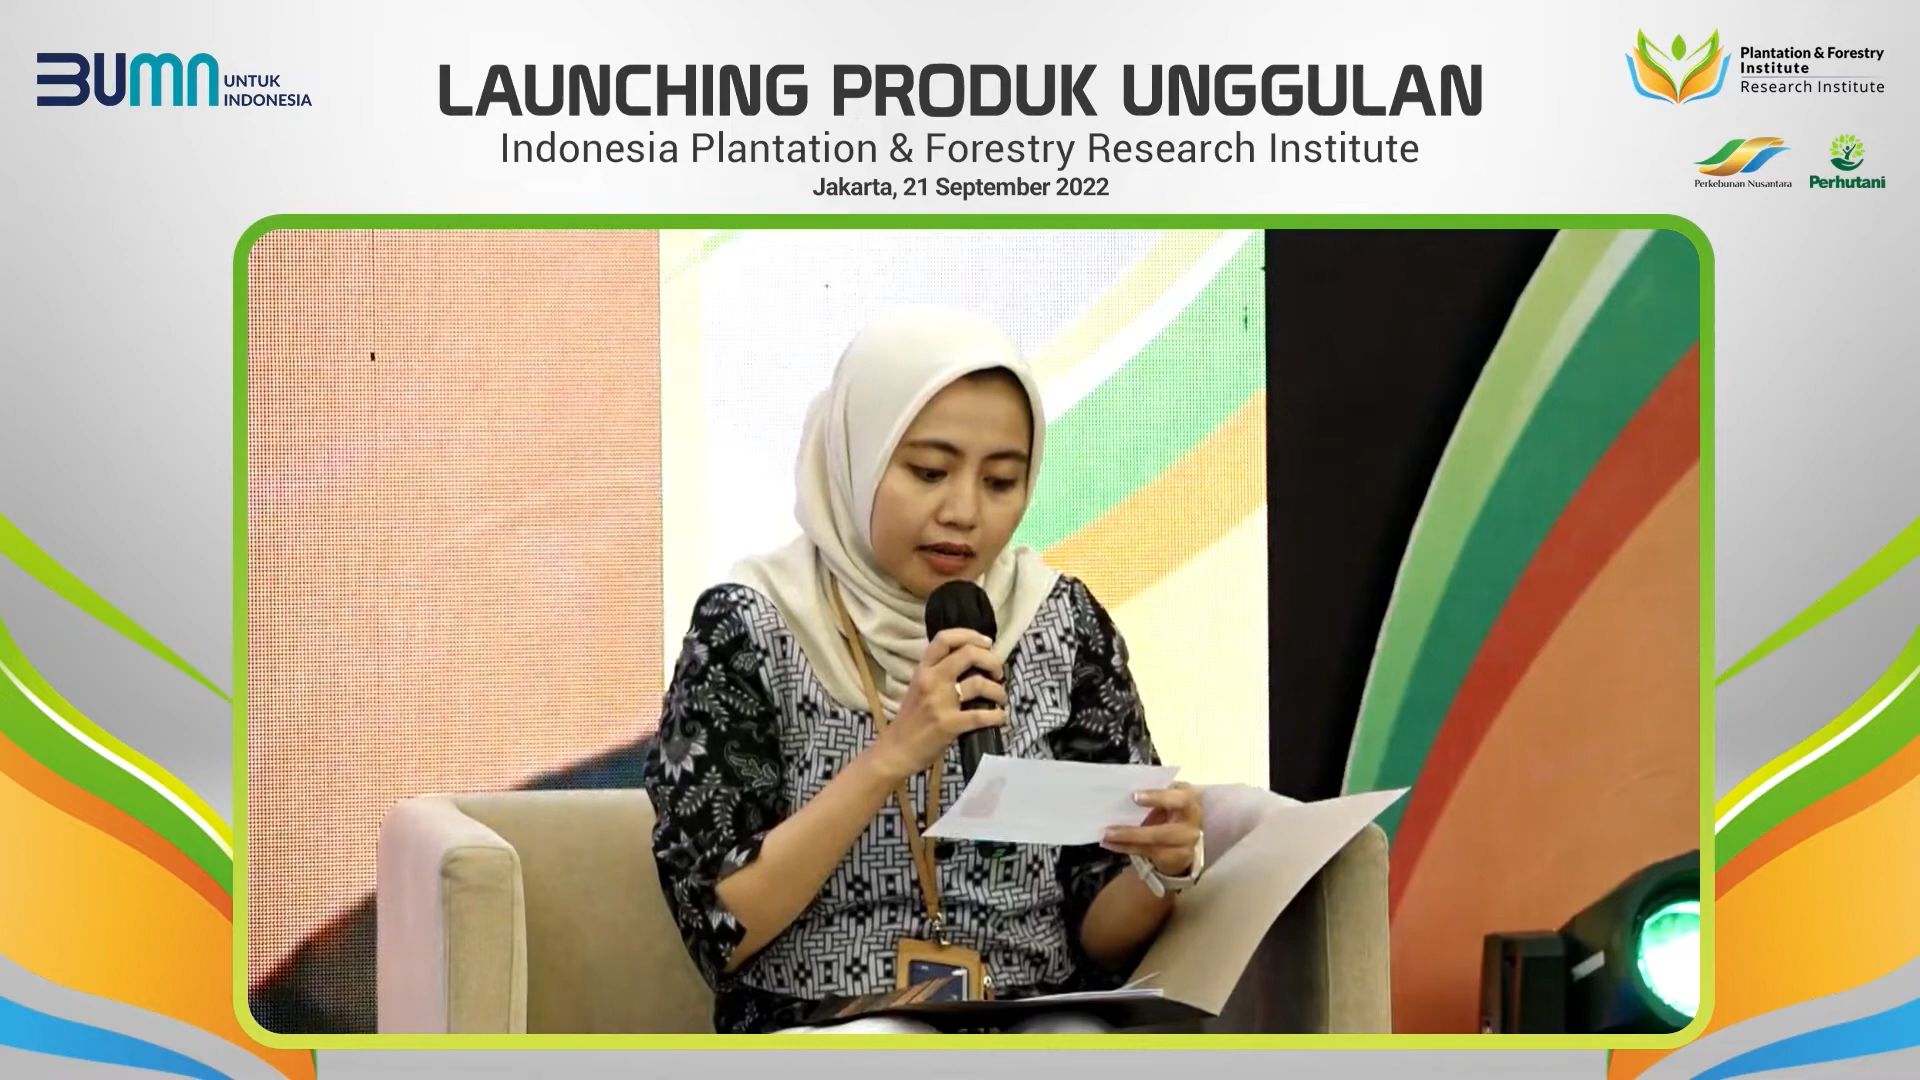 BUMN
UNTUK
INDONESIA
LAUNCHING PRODUK UNGGULAN
Indonesia Plantation & Forestry Research Institute
Jakarta, 21 September 2022
Plantation & Forestry
Institute
Research Institute
Perkebunan Nusantara
Perhutani